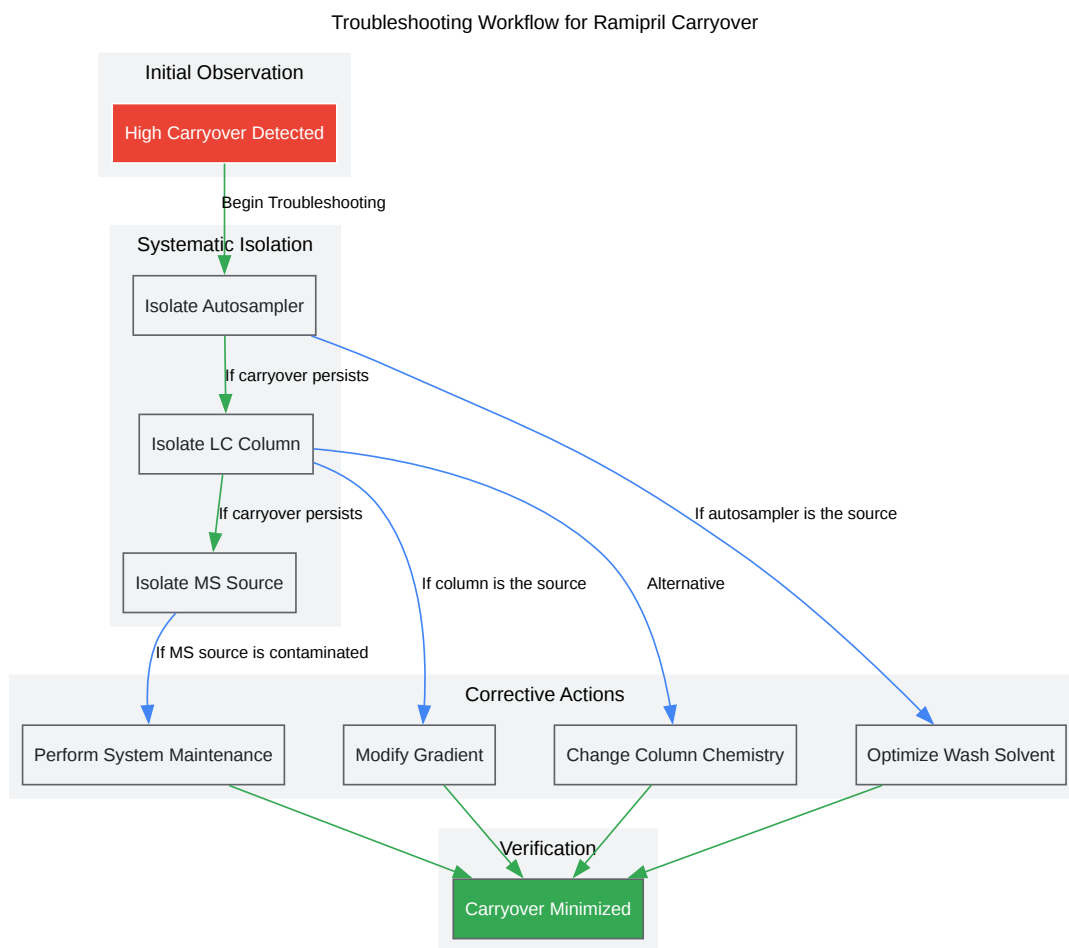 Troubleshooting Workflow for Ramipril Carryover
Initial Observation
High Carryover Detected
Begin Troubleshooting
Systematic Isolation
Isolate Autosampler
If carryover persists
Isolate LC Column
If carryover persists
If autosampler is the source
Isolate MS Source
If column is the source
Alternative
If MS source is contaminated
Corrective Actions
Perform System Maintenance
Modify Gradient
Change Column Chemistry
Optimize Wash Solvent
Verification
Carryover Minimized